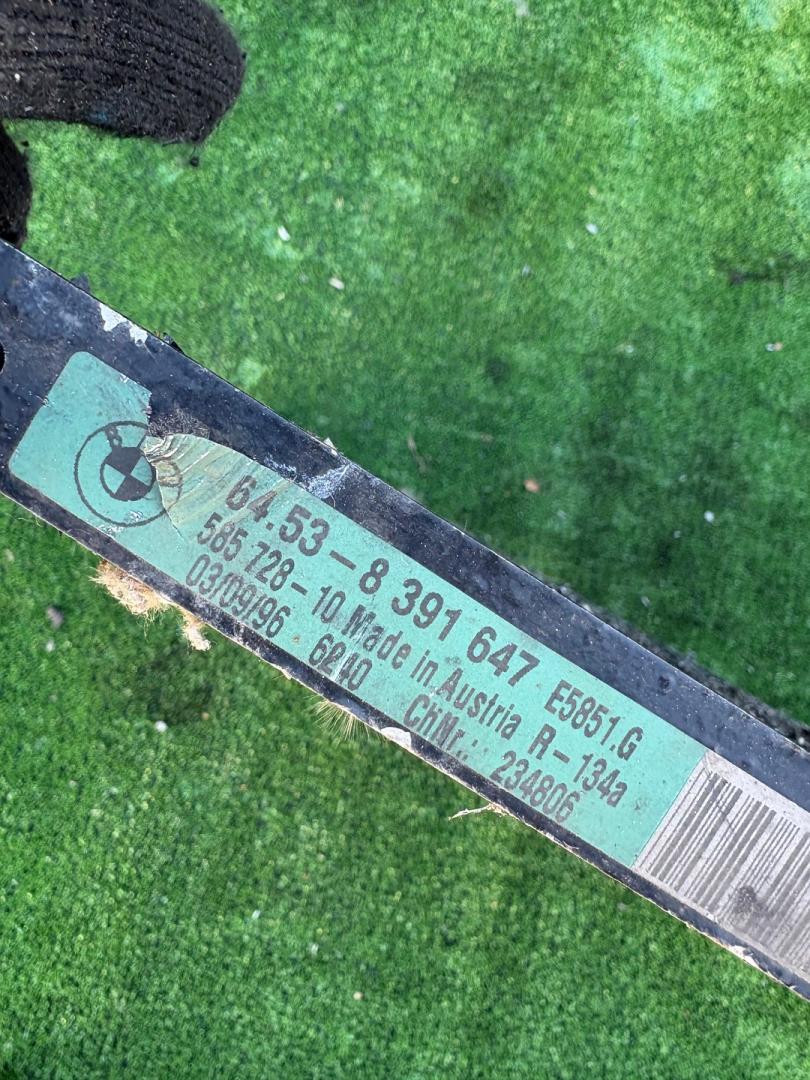 B
64.53-8 391 647 E5851.G
585 728-10 Made in Austria R-134a
03/09/96 6240 ChNr.: 234806